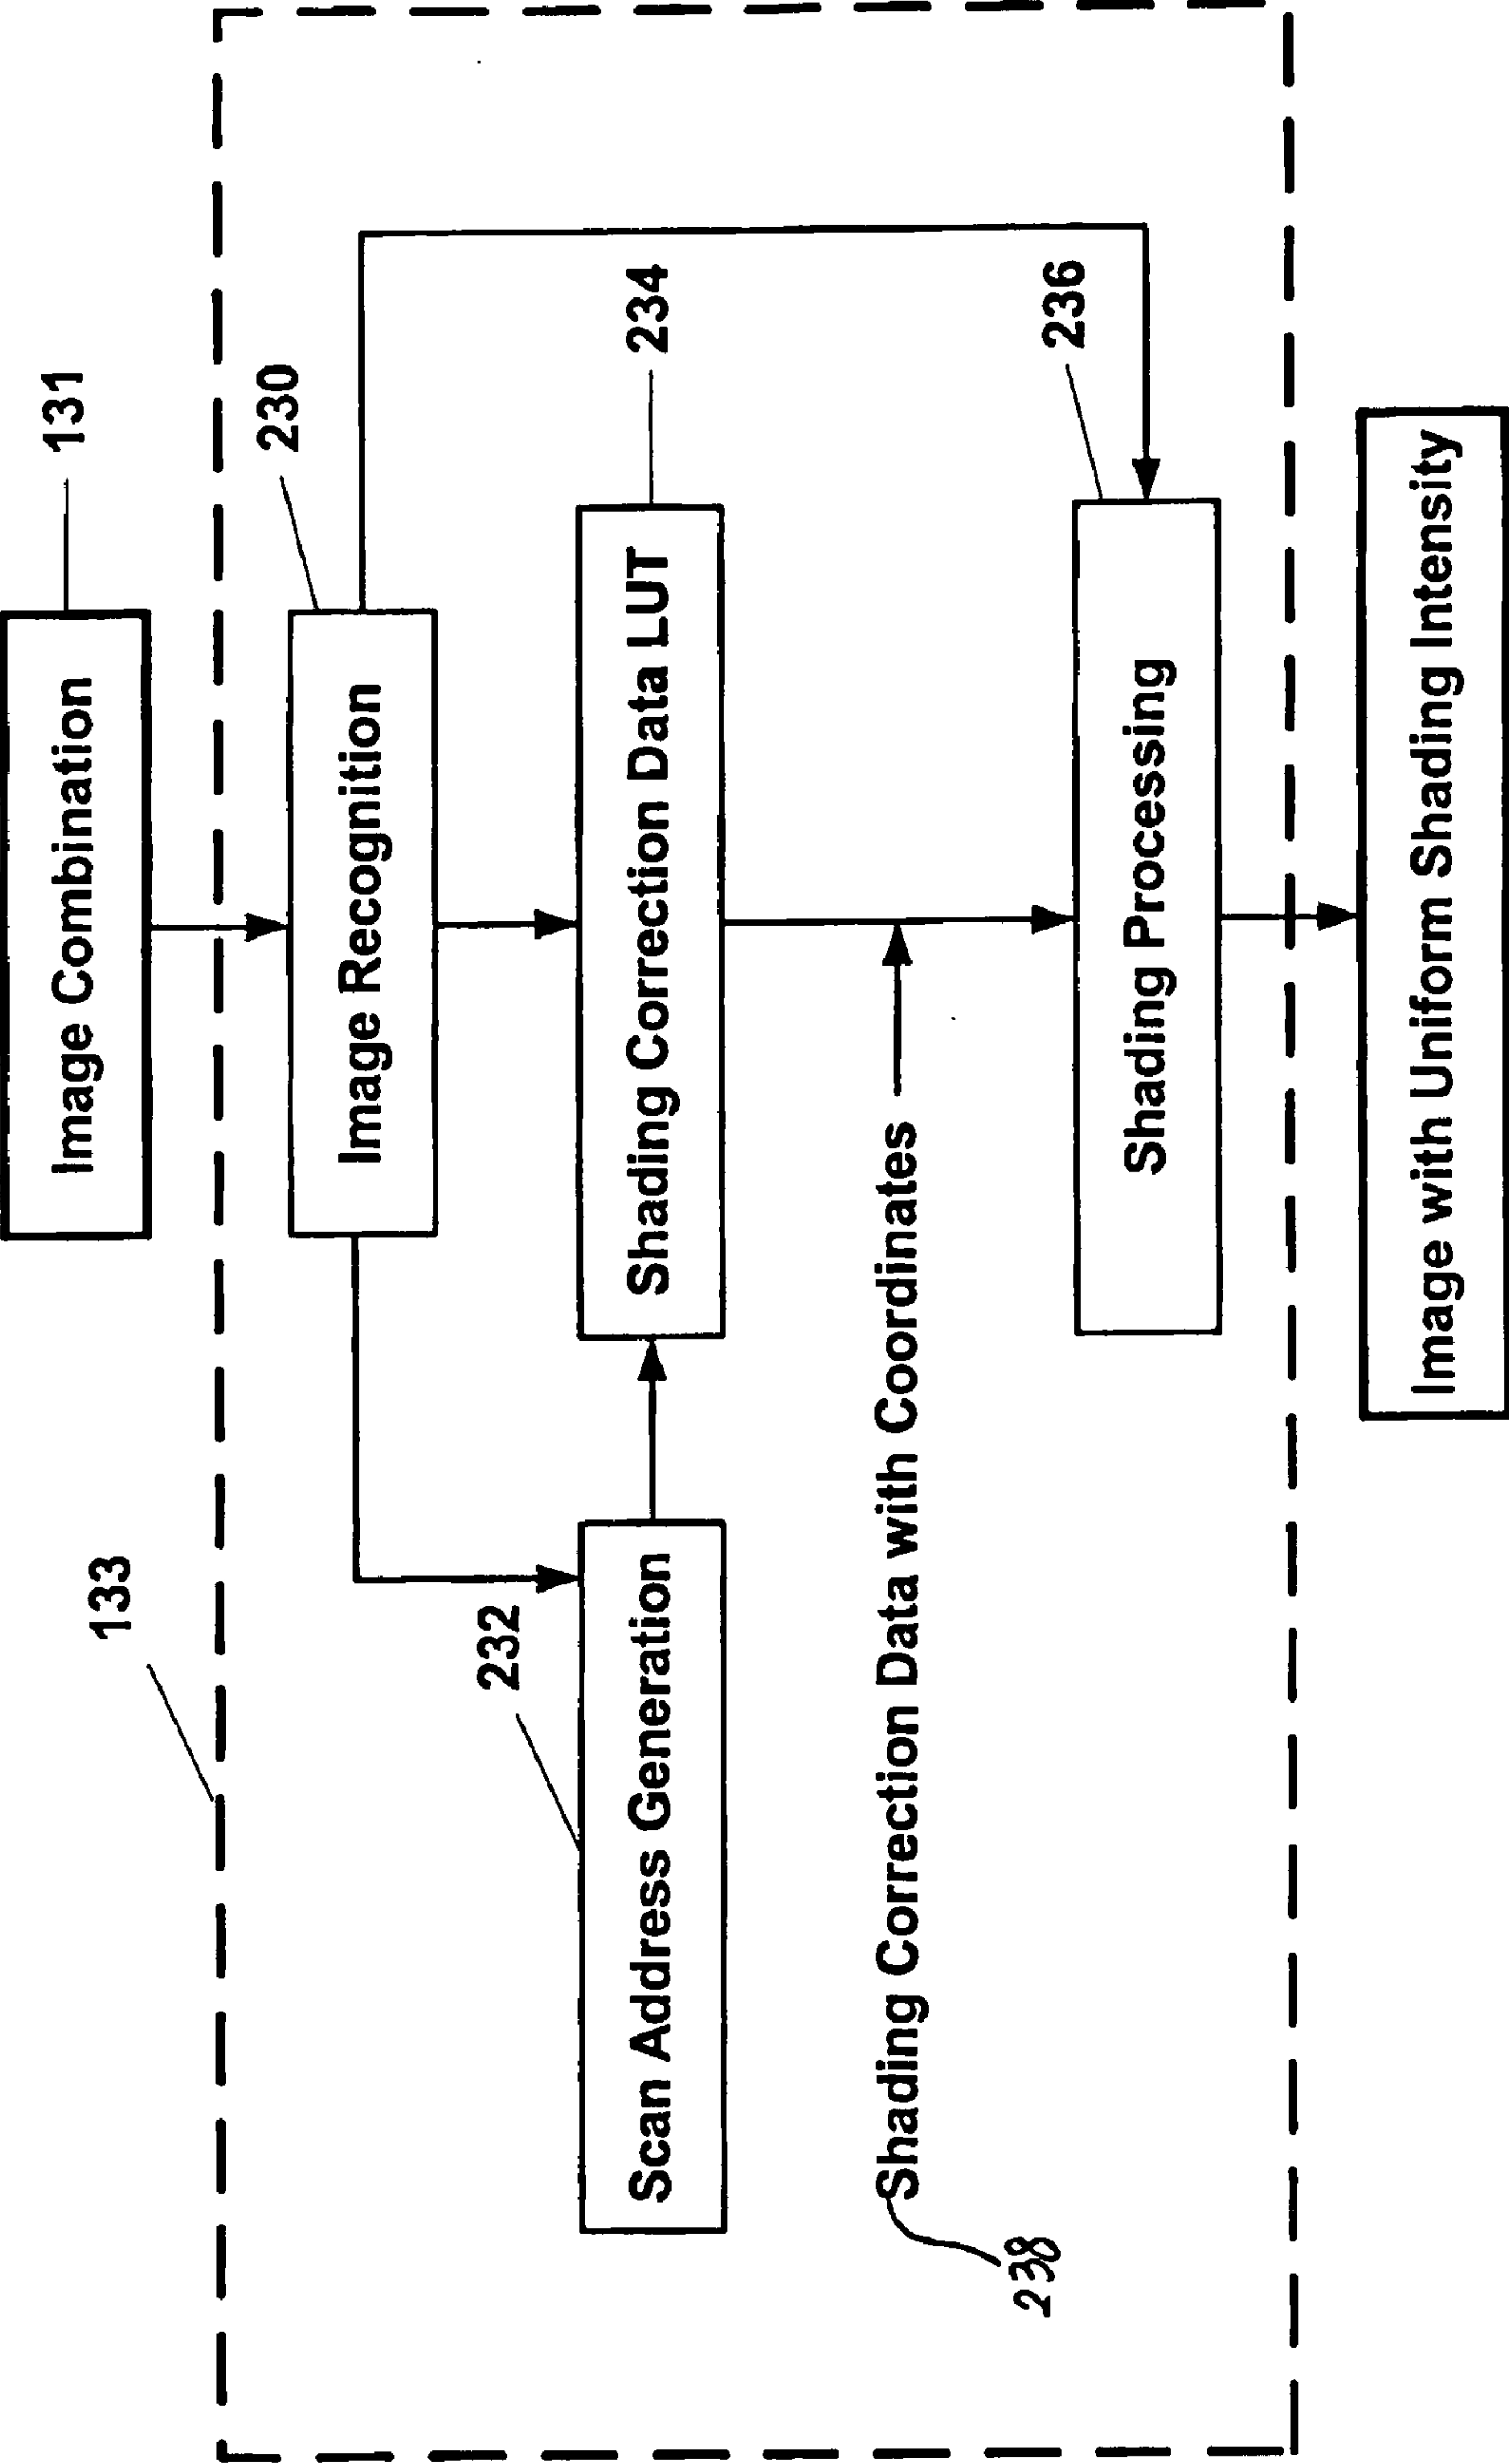 Image Combination
131
133
Image Recognition
230
Scan Address Generation
232
Shading Correction Data LUT
234
Shading Correction Data with Coordinates
238
Shading Processing
236
Image with Uniform Shading Intensity